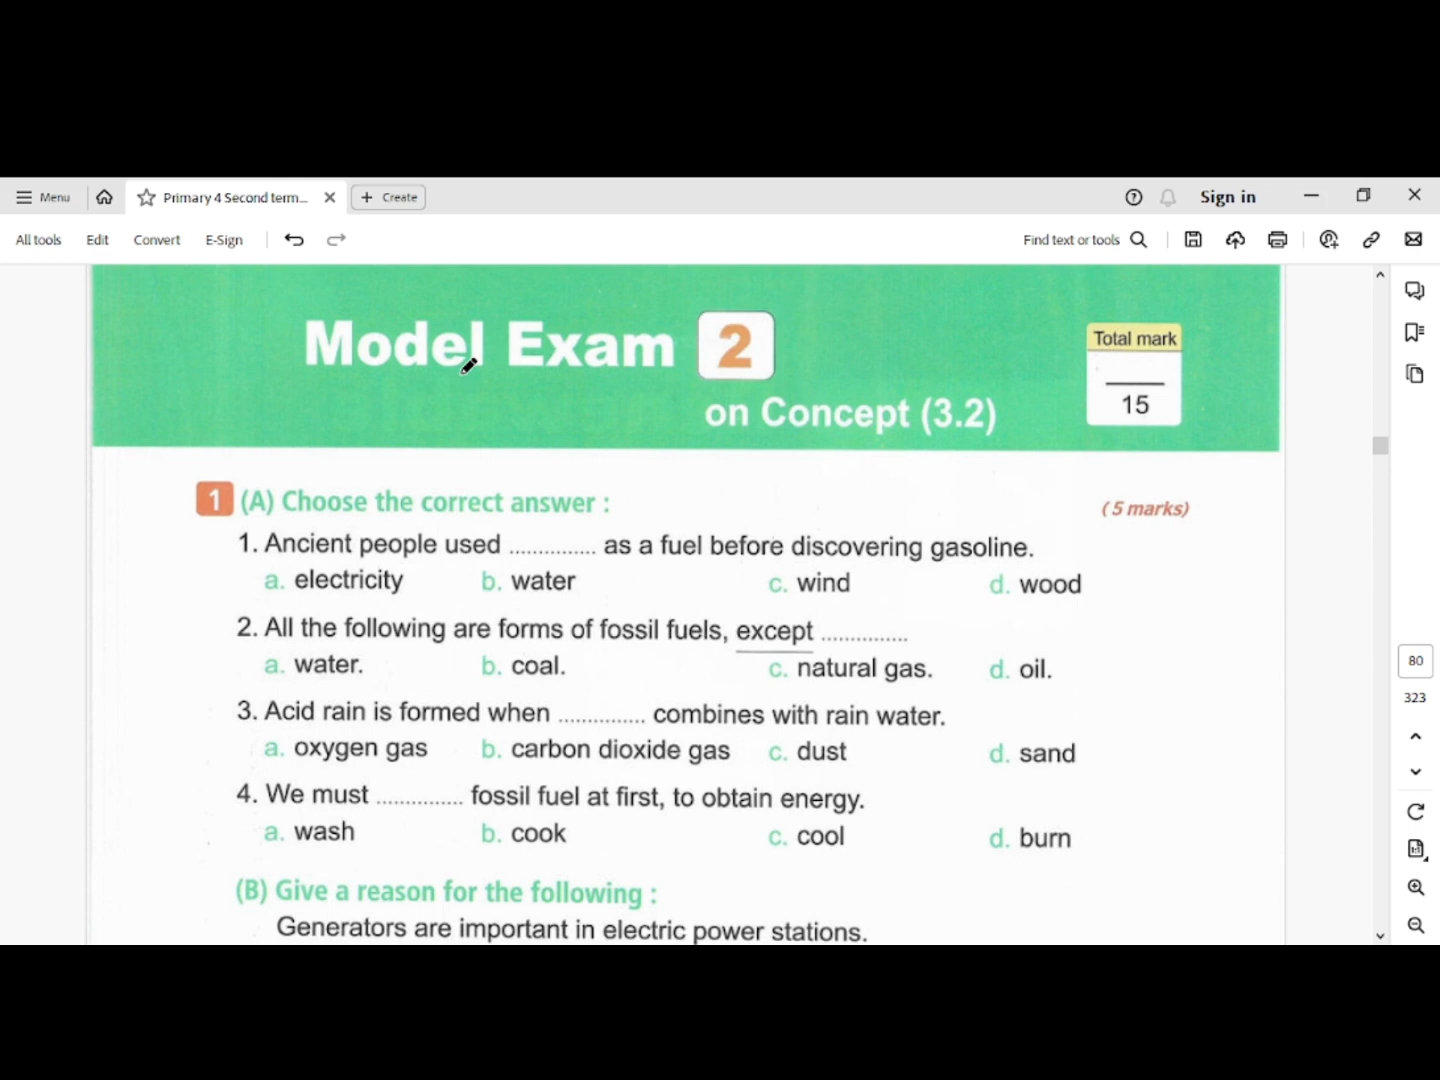 Menu
Primary 4 Second term...
Create
Sign in
All tools
Edit
Convert
E-Sign
Find text or tools
Model Exam 2
on Concept (3.2)
Total mark
15
1 (A) Choose the correct answer :
(5 marks)
1. Ancient people used ............... as a fuel before discovering gasoline.
a. electricity b. water c. wind d. wood
2. All the following are forms of fossil fuels, except ...............
a. water. b. coal. c. natural gas. d. oil.
3. Acid rain is formed when ............... combines with rain water.
a. oxygen gas b. carbon dioxide gas c. dust d. sand
4. We must ............... fossil fuel at first, to obtain energy.
a. wash b. cook c. cool d. burn
(B) Give a reason for the following :
Generators are important in electric power stations.
80
323